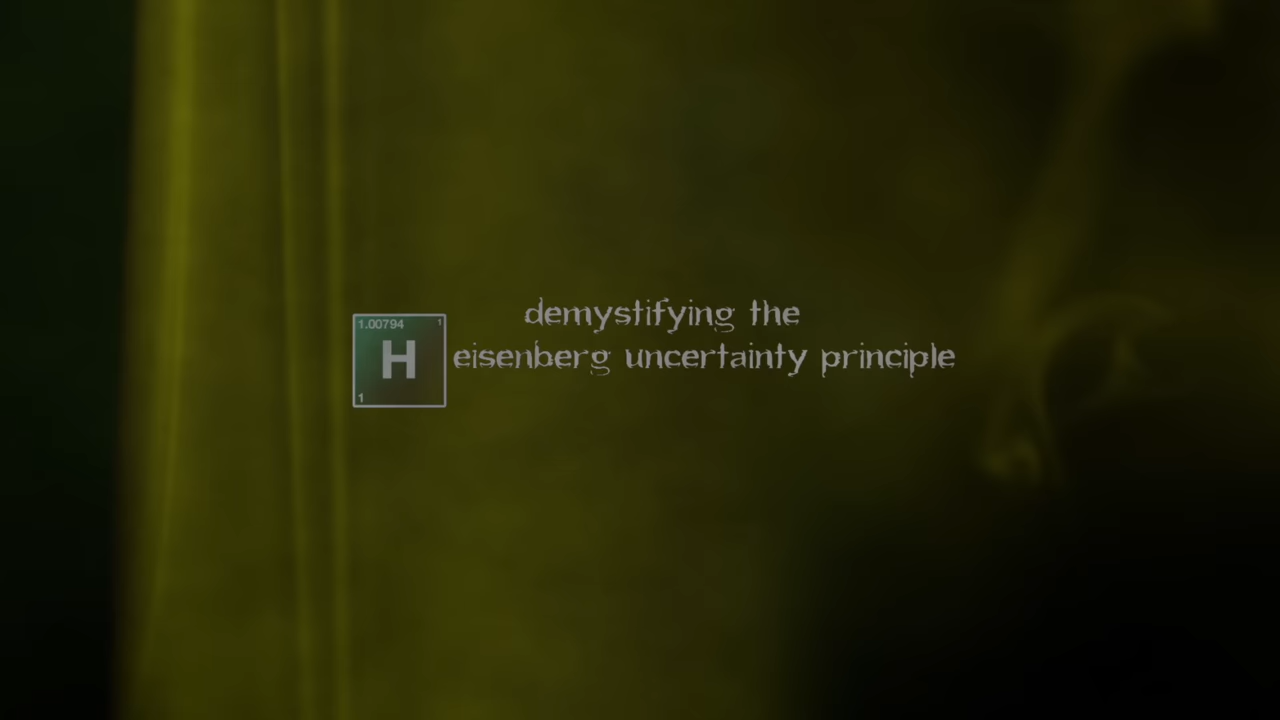 demystifying the
1.00794 1
H eisenberg uncertainty principle
1